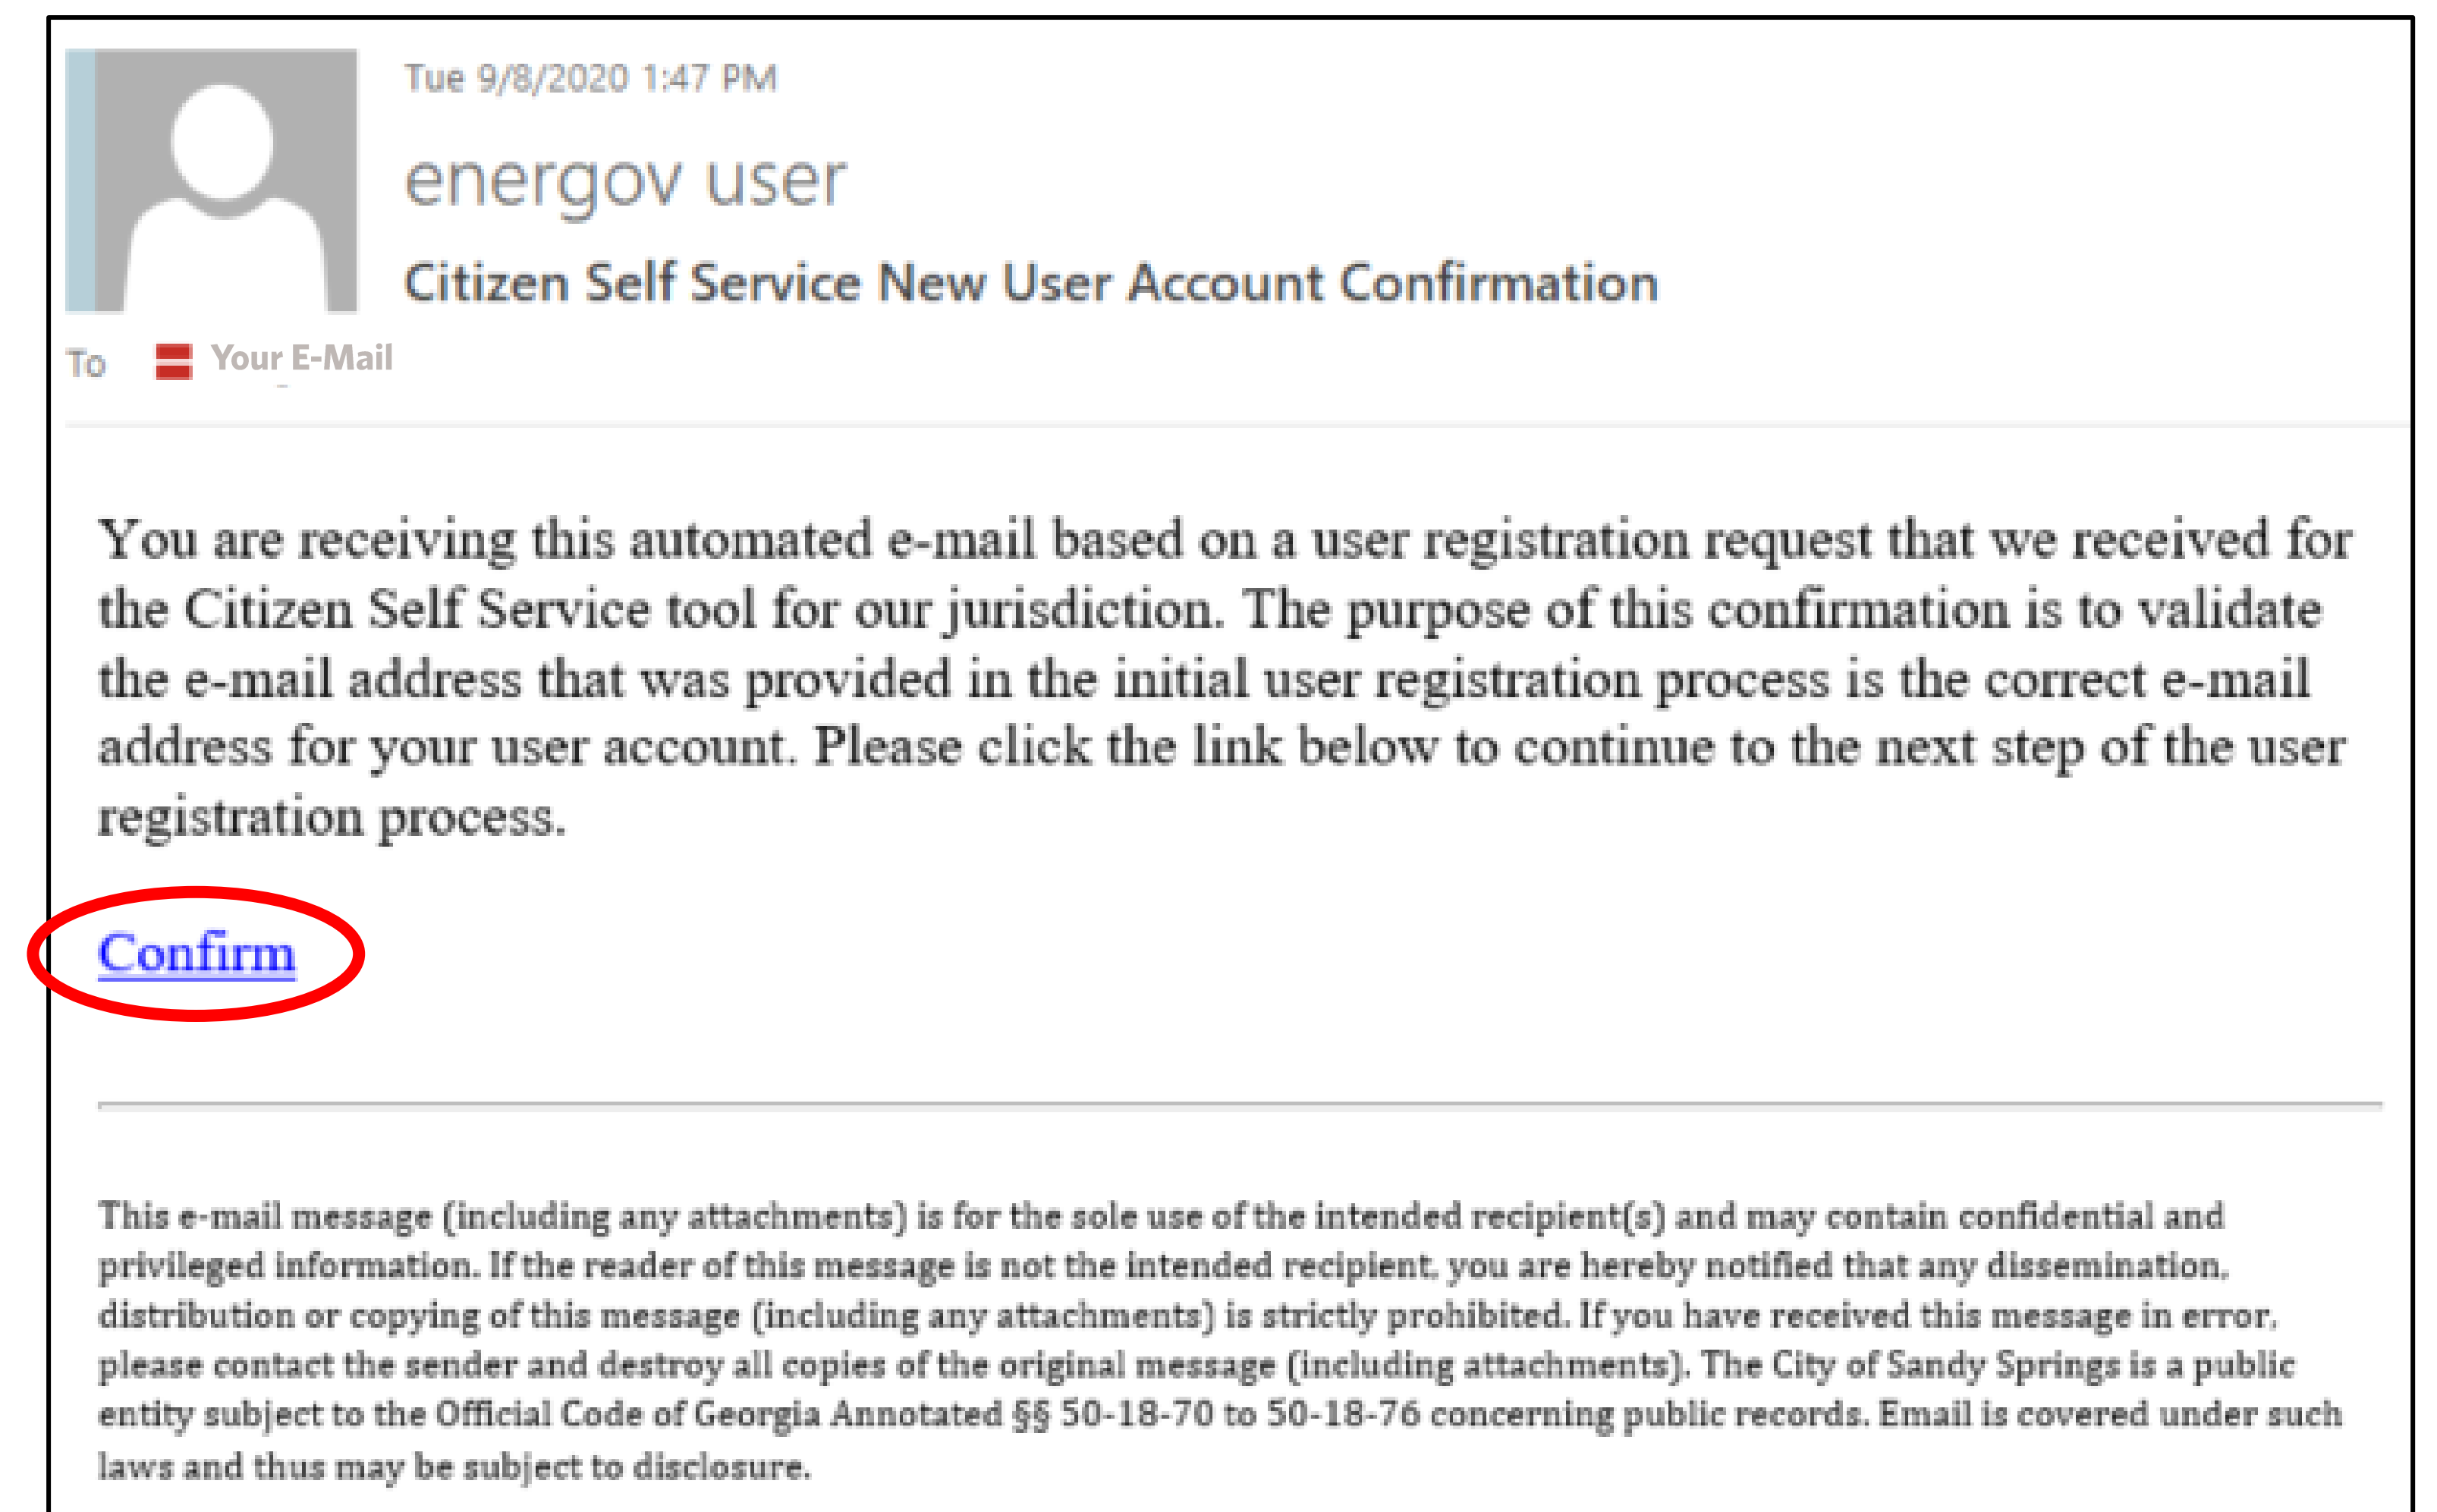 Tue 9/8/2020 1:47 PM
energov user
Citizen Self Service New User Account Confirmation
To Your E-Mail
You are receiving this automated e-mail based on a user registration request that we received for
the Citizen Self Service tool for our jurisdiction. The purpose of this confirmation is to validate
the e-mail address that was provided in the initial user registration process is the correct e-mail
address for your user account. Please click the link below to continue to the next step of the user
registration process.
Confirm
This e-mail message (including any attachments) is for the sole use of the intended recipient(s) and may contain confidential and
privileged information. If the reader of this message is not the intended recipient, you are hereby notified that any dissemination,
distribution or copying of this message (including any attachments) is strictly prohibited. If you have received this message in error,
please contact the sender and destroy all copies of the original message (including attachments). The City of Sandy Springs is a public
entity subject to the Official Code of Georgia Annotated §§ 50-18-70 to 50-18-76 concerning public records. Email is covered under such
laws and thus may be subject to disclosure.